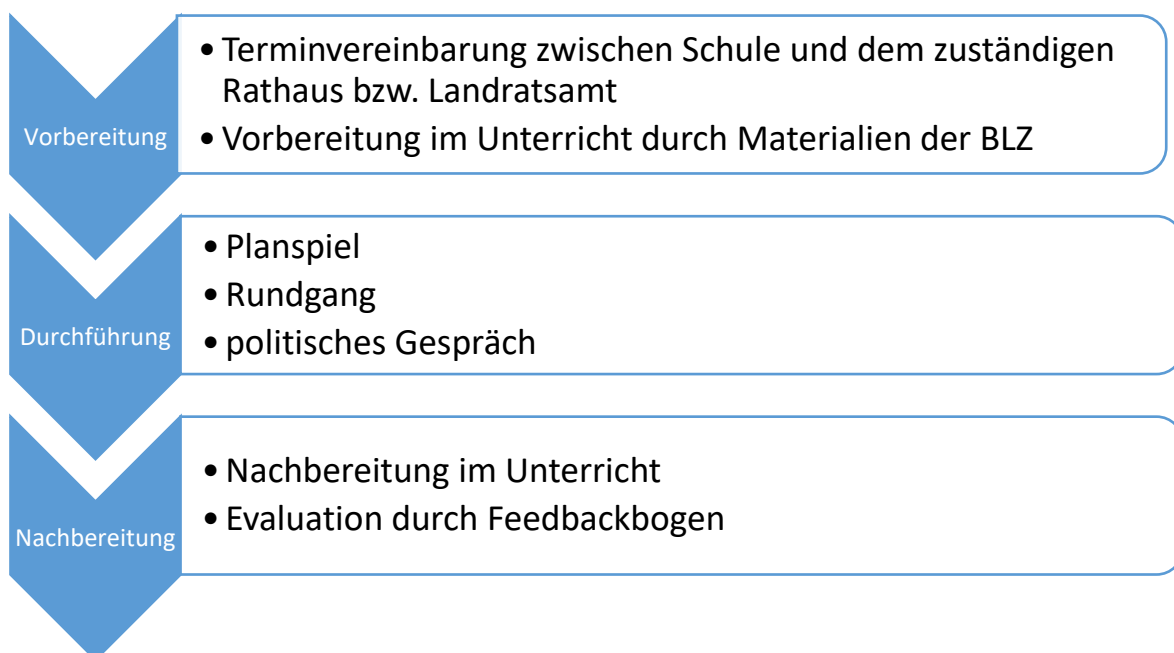 Vorbereitung
• Terminvereinbarung zwischen Schule und dem zuständigen
Rathaus bzw. Landratsamt
• Vorbereitung im Unterricht durch Materialien der BLZ
Durchführung
• Planspiel
• Rundgang
• politisches Gespräch
Nachbereitung
• Nachbereitung im Unterricht
• Evaluation durch Feedbackbogen